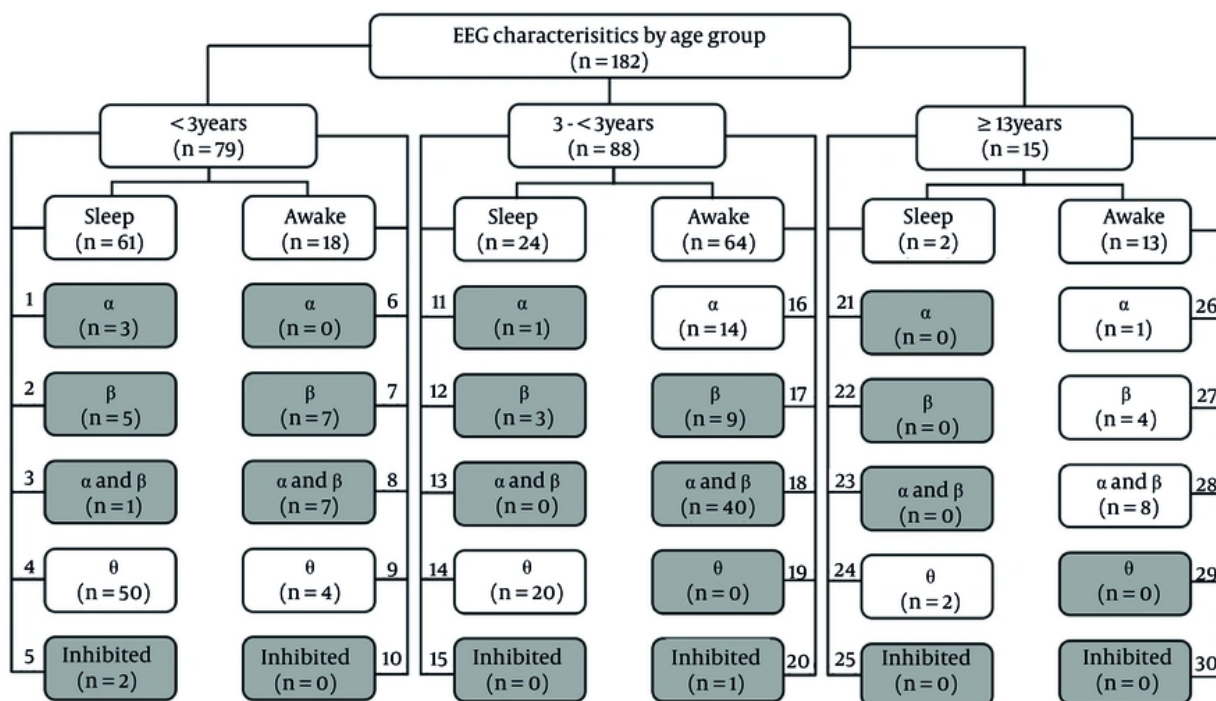 EEG characterisitics by age group
(n = 182)
< 3years
(n = 79)
3 - < 3years
(n = 88)
≥ 13years
(n = 15)
Sleep
(n = 61)
Awake
(n = 18)
Sleep
(n = 24)
Awake
(n = 64)
Sleep
(n = 2)
Awake
(n = 13)
1
α
(n = 3)
α
(n = 0)
6
11
α
(n = 1)
α
(n = 14)
16
21
α
(n = 0)
α
(n = 1)
26
2
β
(n = 5)
β
(n = 7)
7
12
β
(n = 3)
β
(n = 9)
17
22
β
(n = 0)
β
(n = 4)
27
3
α and β
(n = 1)
α and β
(n = 7)
8
13
α and β
(n = 0)
α and β
(n = 40)
18
23
α and β
(n = 0)
α and β
(n = 8)
28
4
θ
(n = 50)
θ
(n = 4)
9
14
θ
(n = 20)
θ
(n = 0)
19
24
θ
(n = 2)
θ
(n = 0)
29
5
Inhibited
(n = 2)
Inhibited
(n = 0)
10
15
Inhibited
(n = 0)
Inhibited
(n = 1)
20
25
Inhibited
(n = 0)
Inhibited
(n = 0)
30